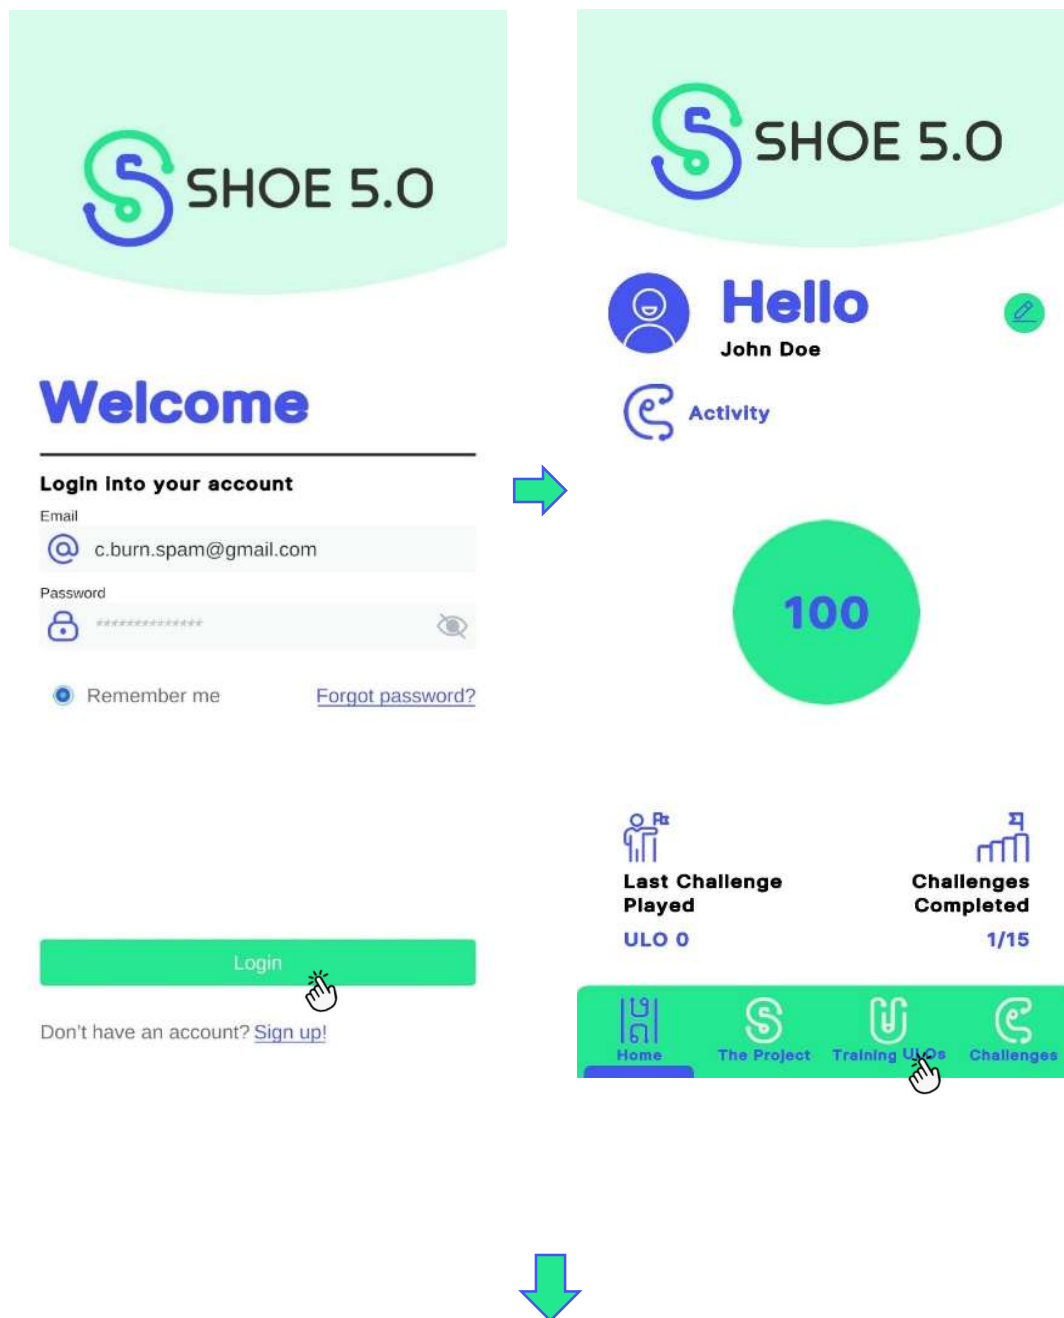 SHOE 5.0
Welcome
Login into your account
Email
c.burn.spam@gmail.com
Password
**************
Remember me
Forgot password?
Login
Don't have an account? Sign up!
SHOE 5.0
Hello
John Doe
Activity
100
Last Challenge
Played
ULO 0
Challenges
Completed
1/15
Home
The Project
Training ULOs
Challenges